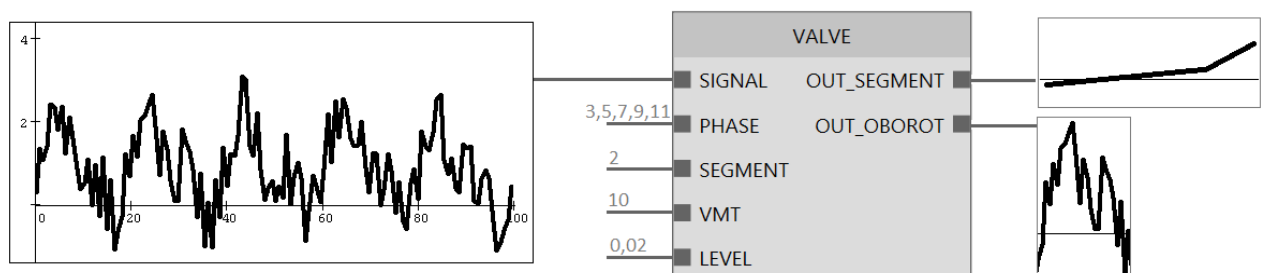 4
2
0 20 40 60 80 100
VALVE
SIGNAL OUT_SEGMENT
3,5,7,9,11
PHASE OUT_OBOROT
2
SEGMENT
10
VMT
0,02
LEVEL